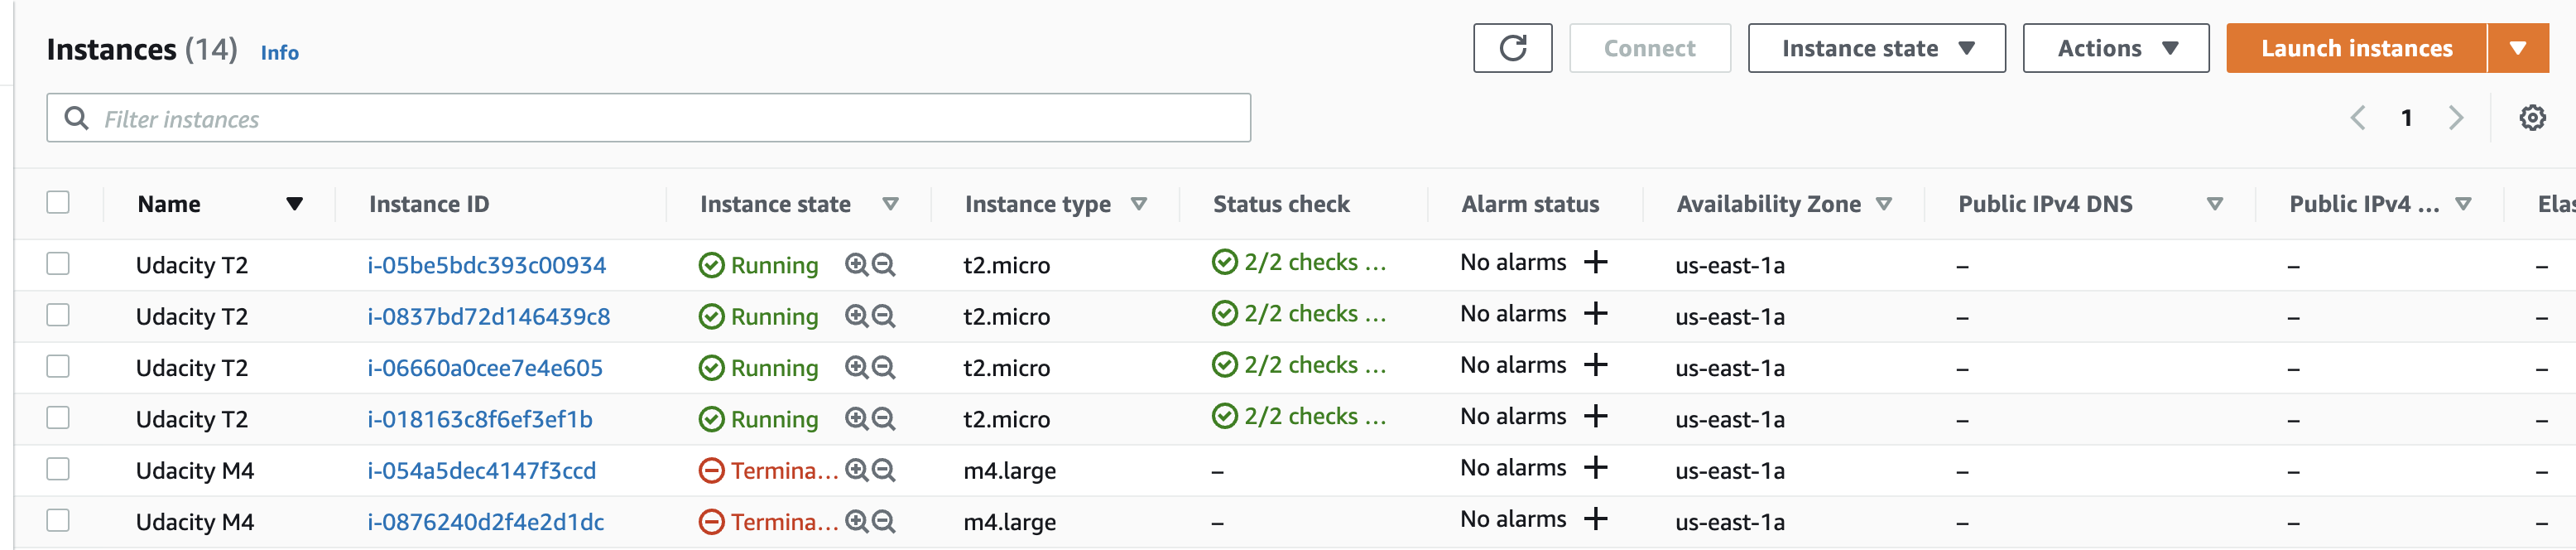 Instances (14) Info Connect Instance state Actions Launch instances
Filter instances 1
Name Instance ID Instance state Instance type Status check Alarm status Availability Zone Public IPv4 DNS Public IPv4 ... Elas
Udacity T2 i-05be5bdc393c00934 Running t2.micro 2/2 checks ... No alarms + us-east-1a – – –
Udacity T2 i-0837bd72d146439c8 Running t2.micro 2/2 checks ... No alarms + us-east-1a – – –
Udacity T2 i-06660a0cee7e4e605 Running t2.micro 2/2 checks ... No alarms + us-east-1a – – –
Udacity T2 i-018163c8f6ef3ef1b Running t2.micro 2/2 checks ... No alarms + us-east-1a – – –
Udacity M4 i-054a5dec4147f3ccd Termina... m4.large – No alarms + us-east-1a – – –
Udacity M4 i-0876240d2f4e2d1dc Termina... m4.large – No alarms + us-east-1a – – –